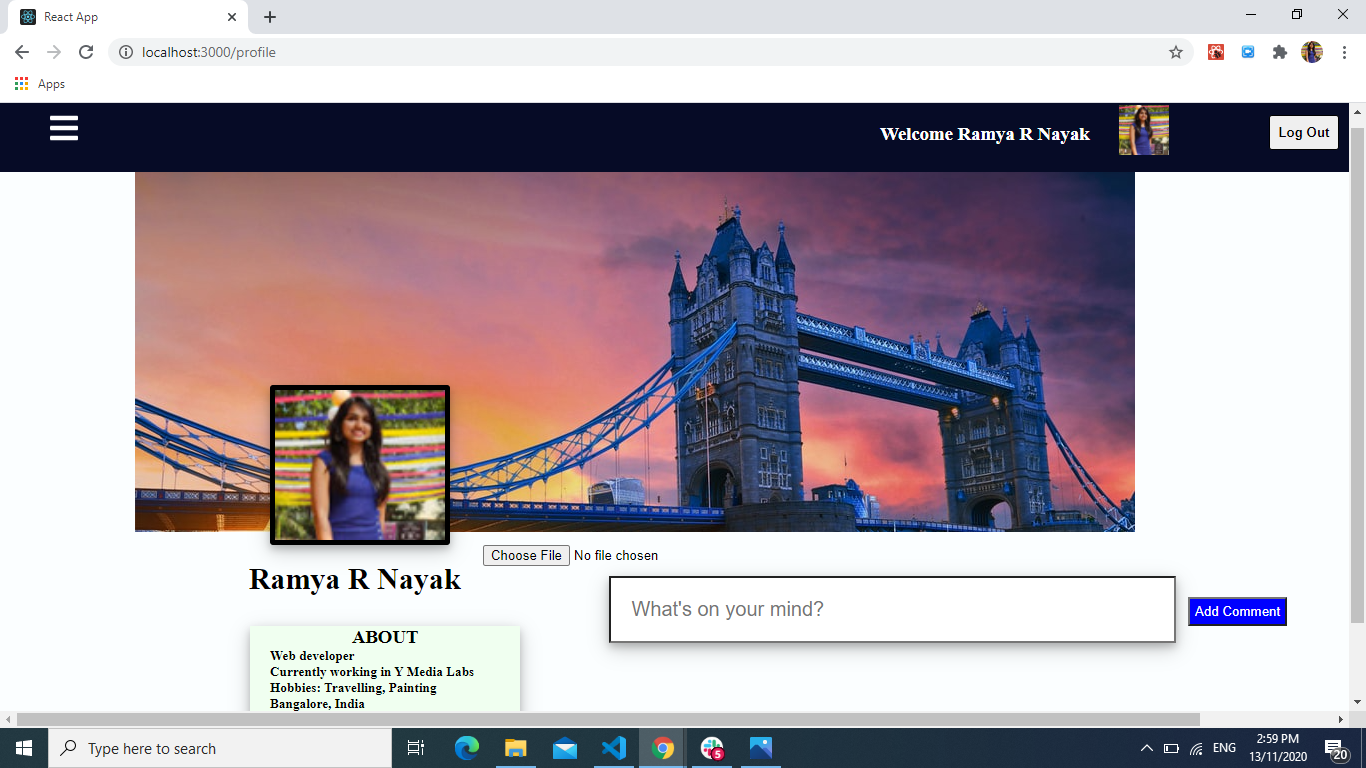 React App
localhost:3000/profile
Apps
Welcome Ramya R Nayak
Log Out
Choose File No file chosen
Ramya R Nayak
What's on your mind?
Add Comment
ABOUT
Web developer
Currently working in Y Media Labs
Hobbies: Travelling, Painting
Bangalore, India
Type here to search
5
ENG
2:59 PM
13/11/2020
20